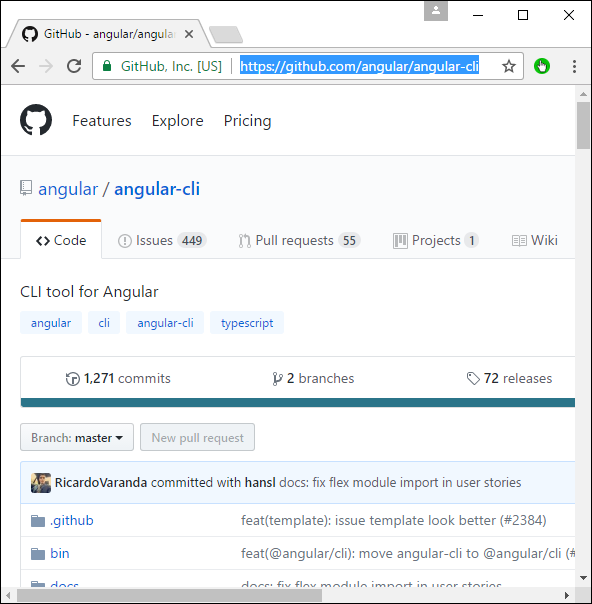 GitHub - angular/angular
GitHub, Inc. [US] https://github.com/angular/angular-cli
Features Explore Pricing
angular / angular-cli
Code Issues 449 Pull requests 55 Projects 1 Wiki
CLI tool for Angular
angular cli angular-cli typescript
1,271 commits 2 branches 72 releases
Branch: master New pull request
RicardoVaranda committed with hansl docs: fix flex module import in user stories
.github feat(template): issue template look better (#2384)
bin feat(@angular/cli): move angular-cli to @angular/cli (#
docs docs: fix flex module import in user stories